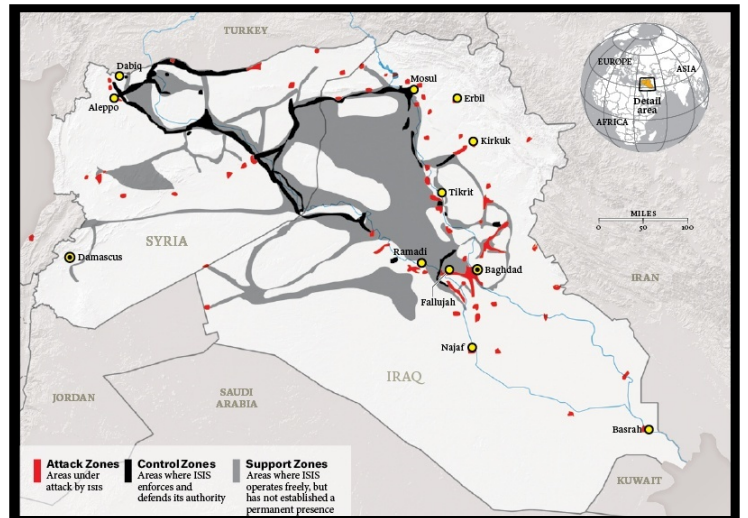 TURKEY
Dabiq
Aleppo
Mosul
Erbil
Kirkuk
Tikrit
SYRIA
Damascus
Ramadi
Baghdad
Fallujah
Najaf
IRAQ
IRAN
JORDAN
SAUDI
ARABIA
Basrah
KUWAIT
EUROPE
ASIA
Detail
area
AFRICA
MILES
0 50 100
Attack Zones
Areas under
attack by ISIS
Control Zones
Areas where ISIS
enforces and
defends its authority
Support Zones
Areas where ISIS
operates freely, but
has not established a
permanent presence